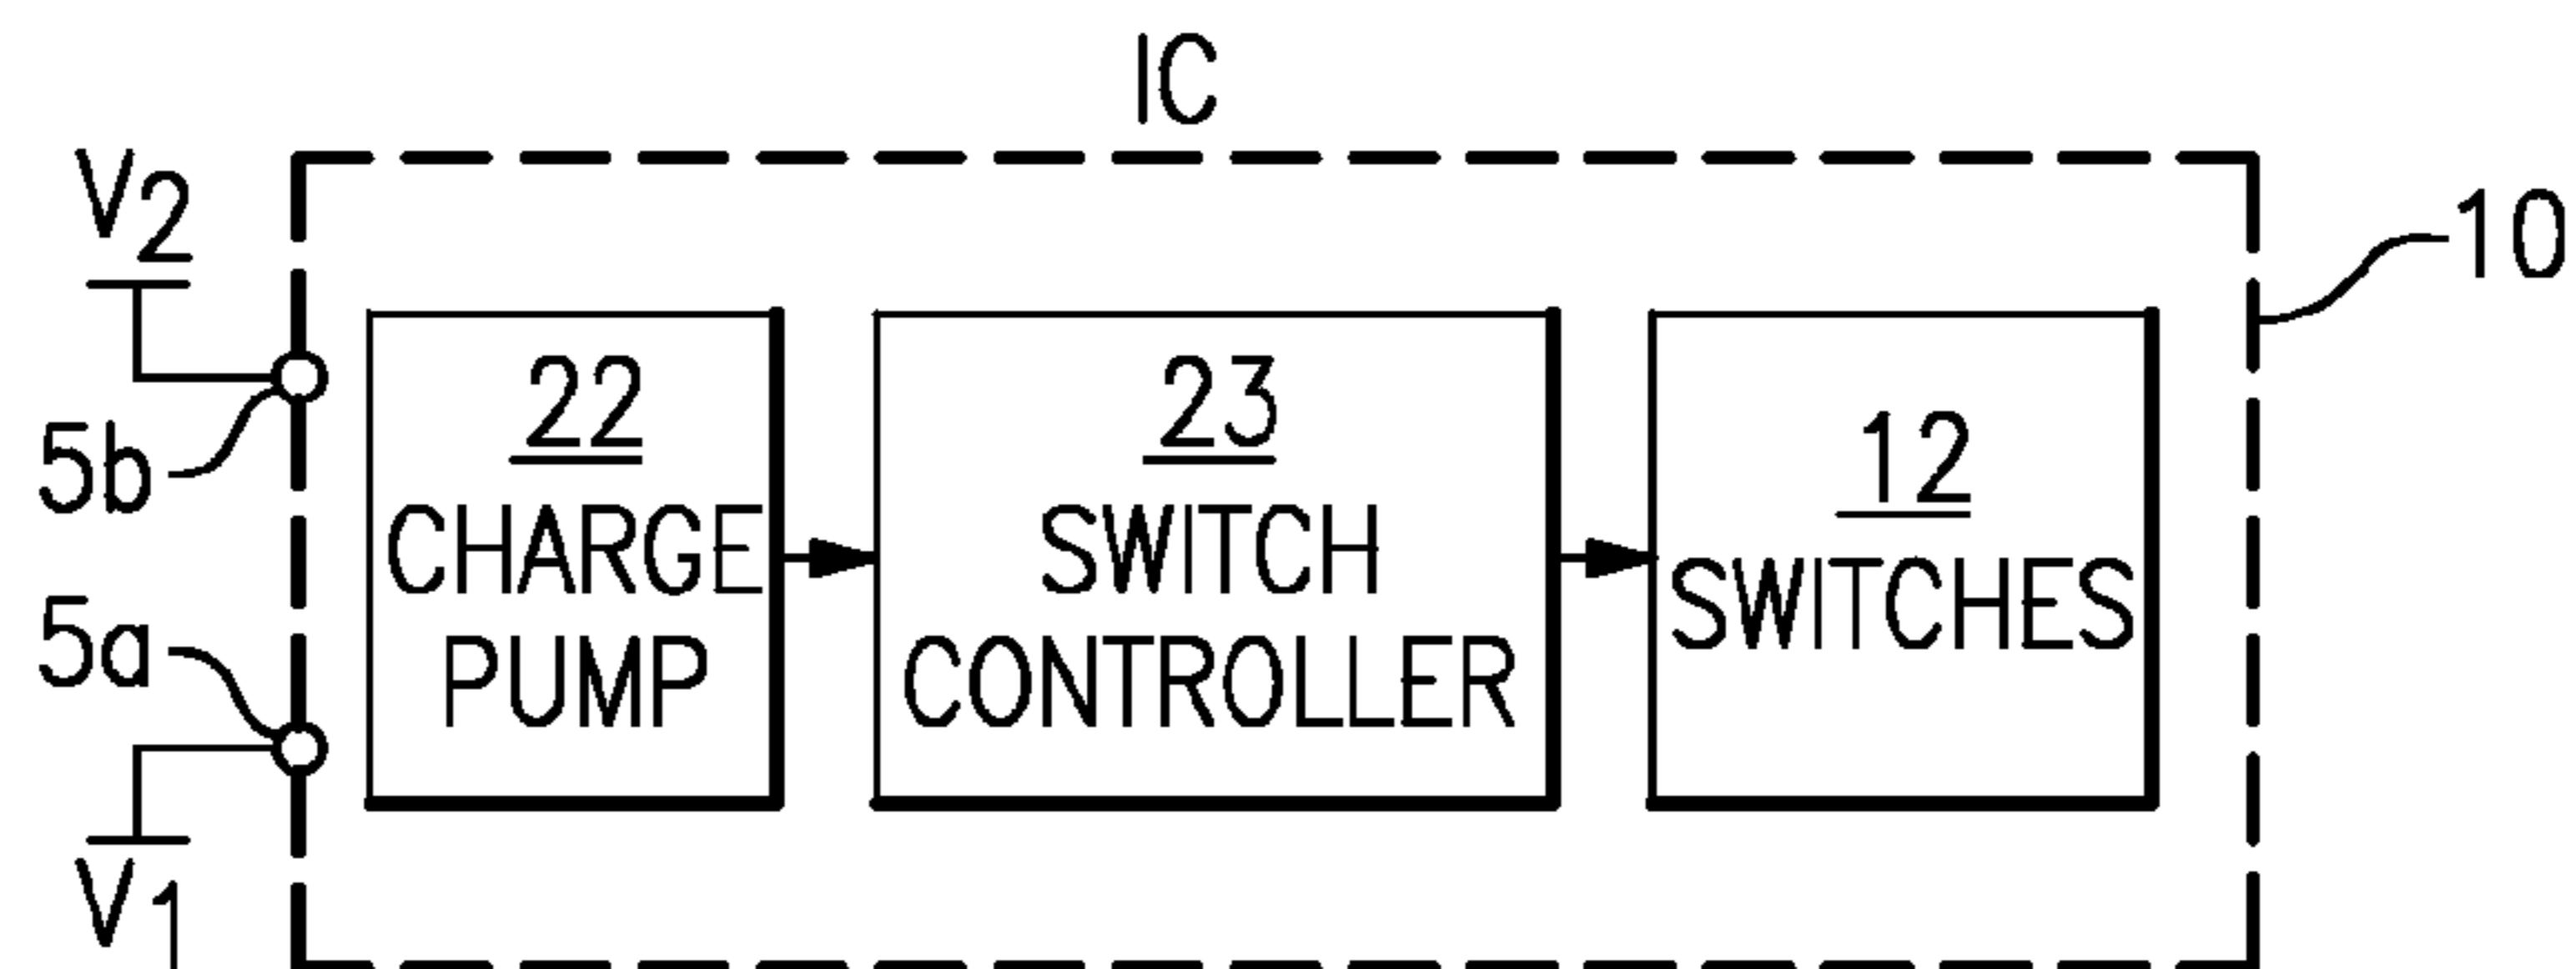 IC
V2
10
5b
5a
V1
22
CHARGE
PUMP
23
SWITCH
CONTROLLER
12
SWITCHES